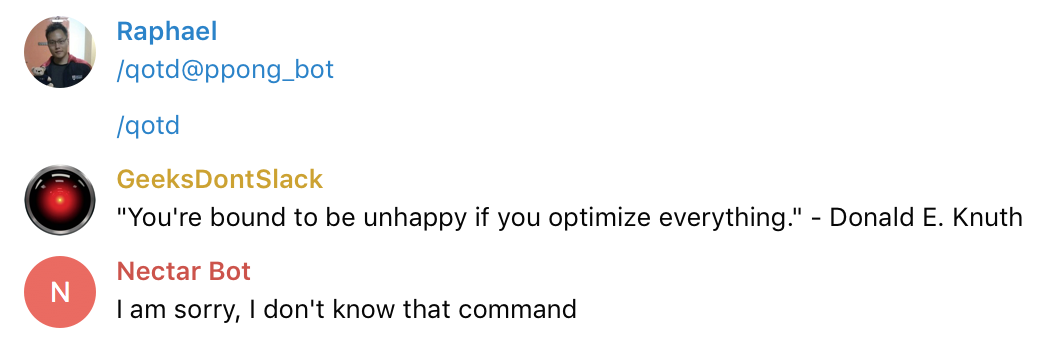 Raphael
/qotd@ppong_bot
/qotd
GeeksDontSlack
"You're bound to be unhappy if you optimize everything." - Donald E. Knuth
N
Nectar Bot
I am sorry, I don't know that command